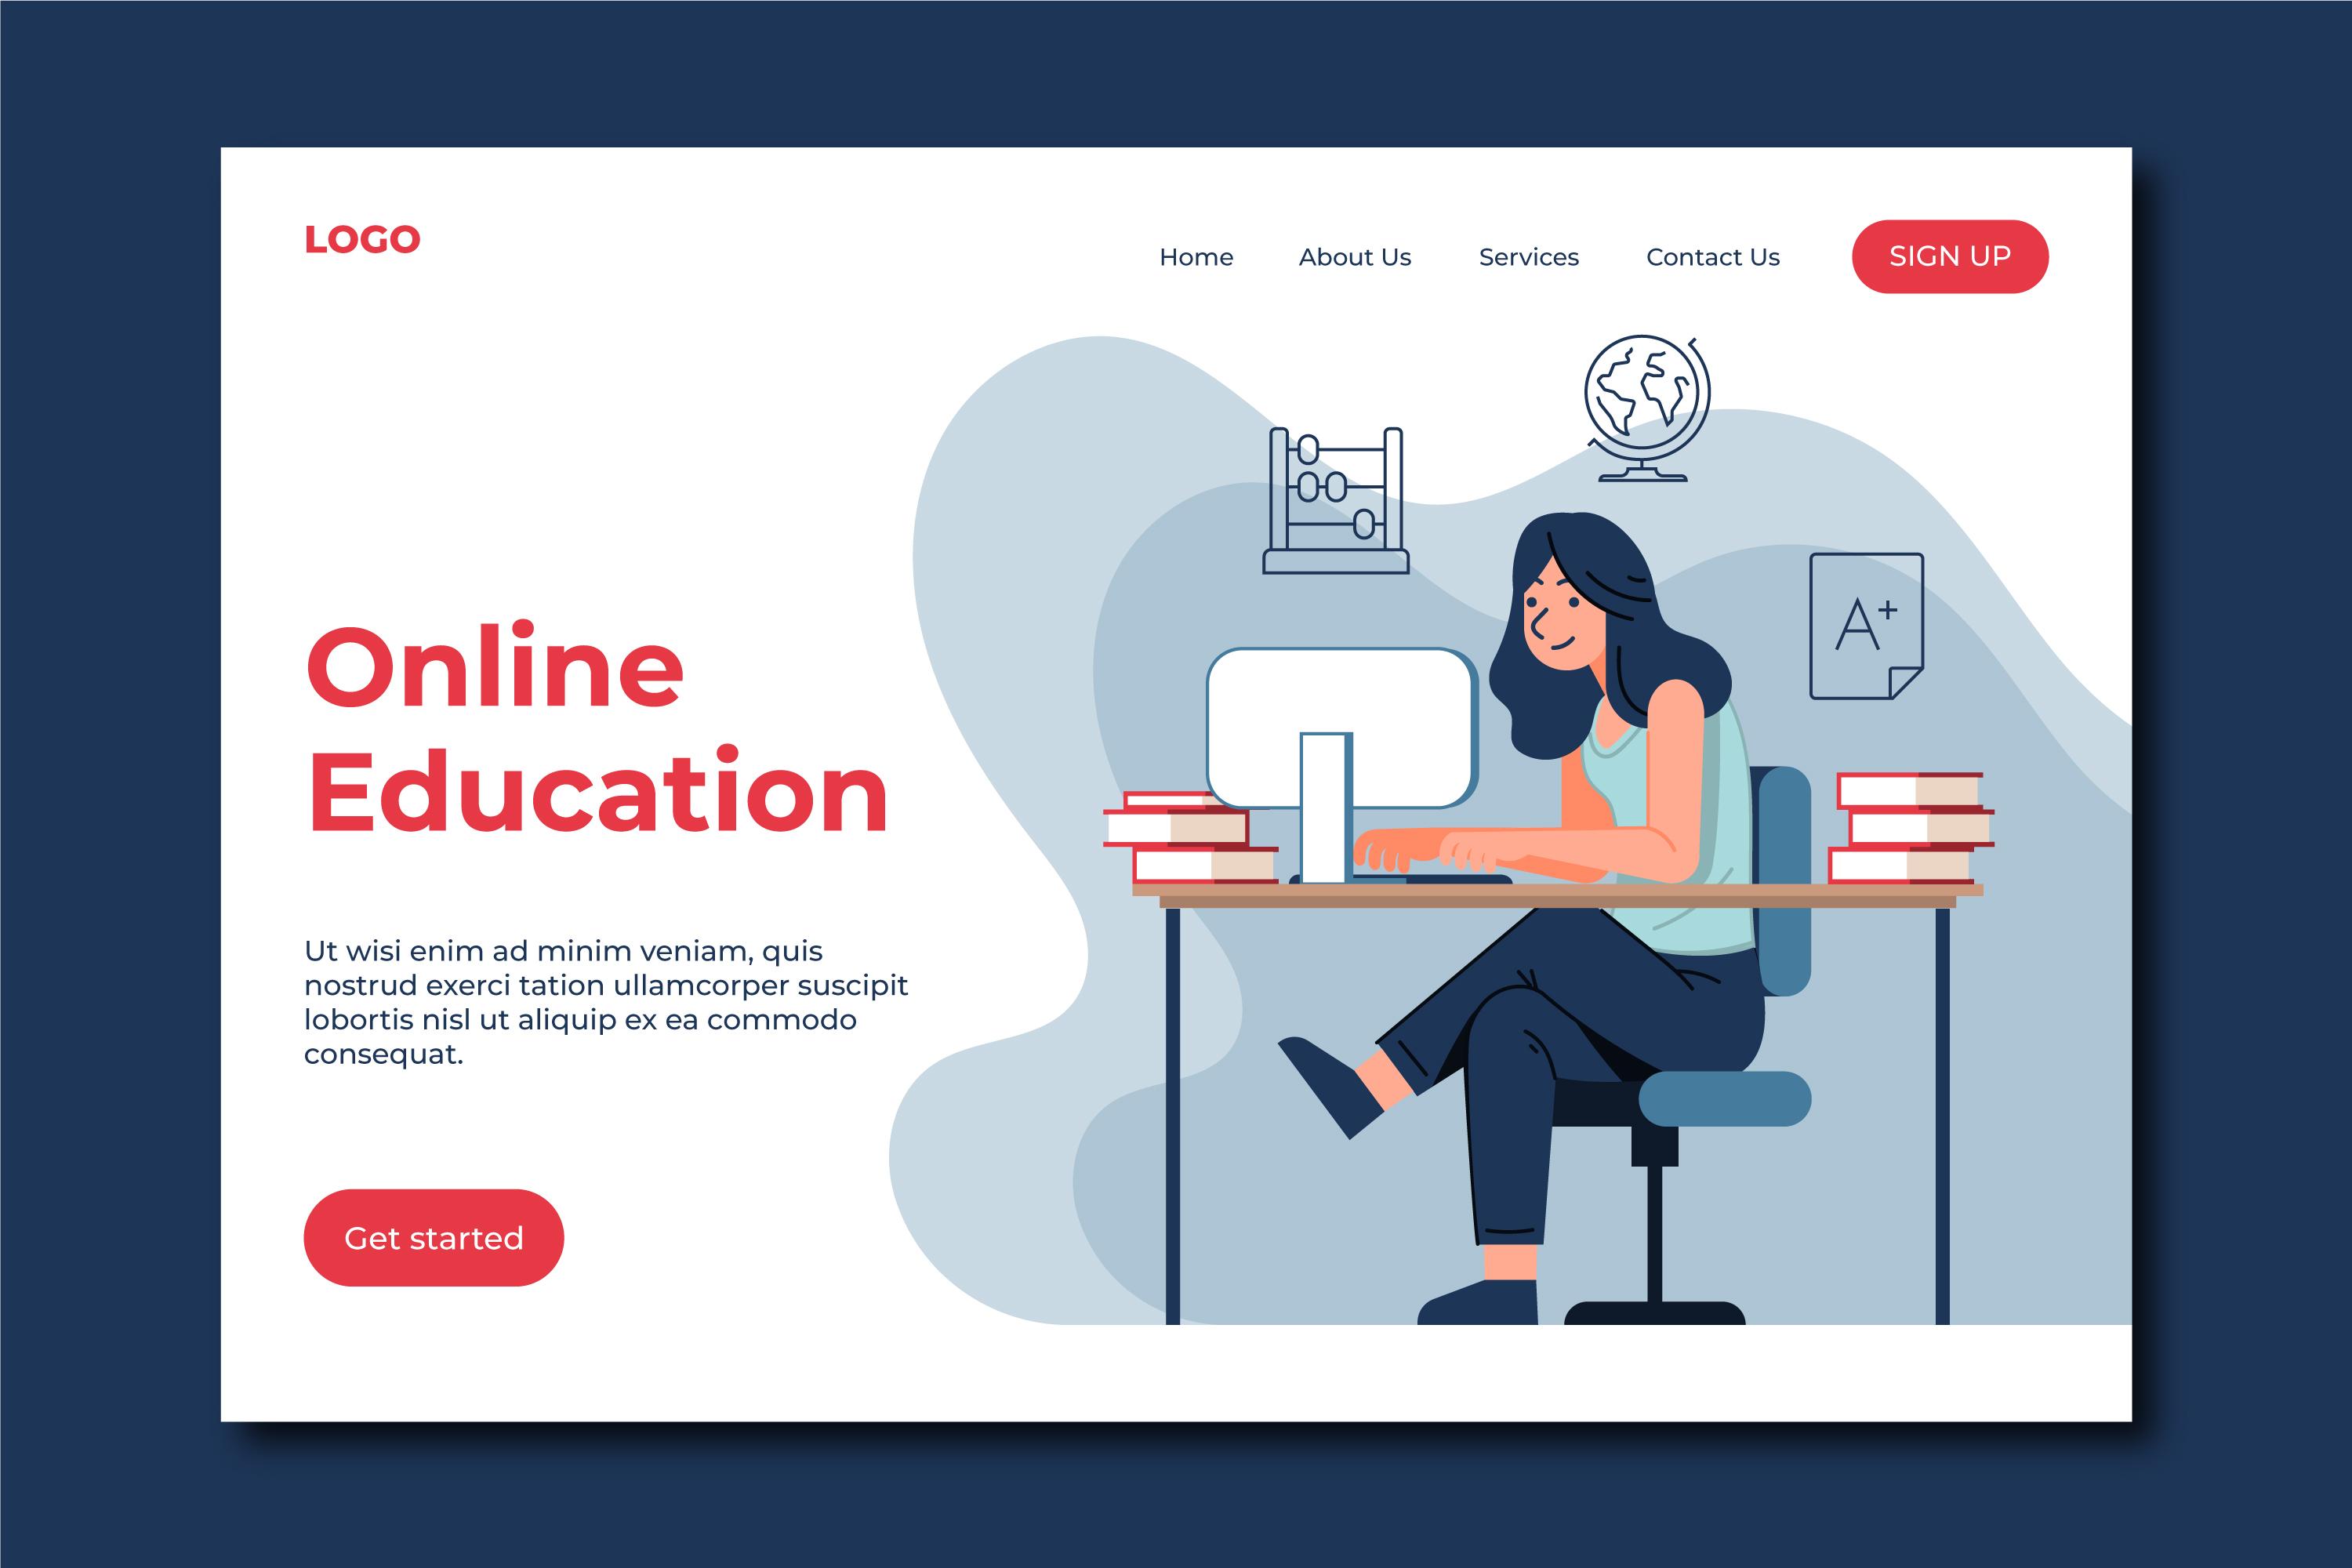 LOGO
Home About Us Services Contact Us SIGN UP
A+
Online
Education
Ut wisi enim ad minim veniam, quis
nostrud exerci tation ullamcorper suscipit
lobortis nisl ut aliquip ex ea commodo
consequat.
Get started